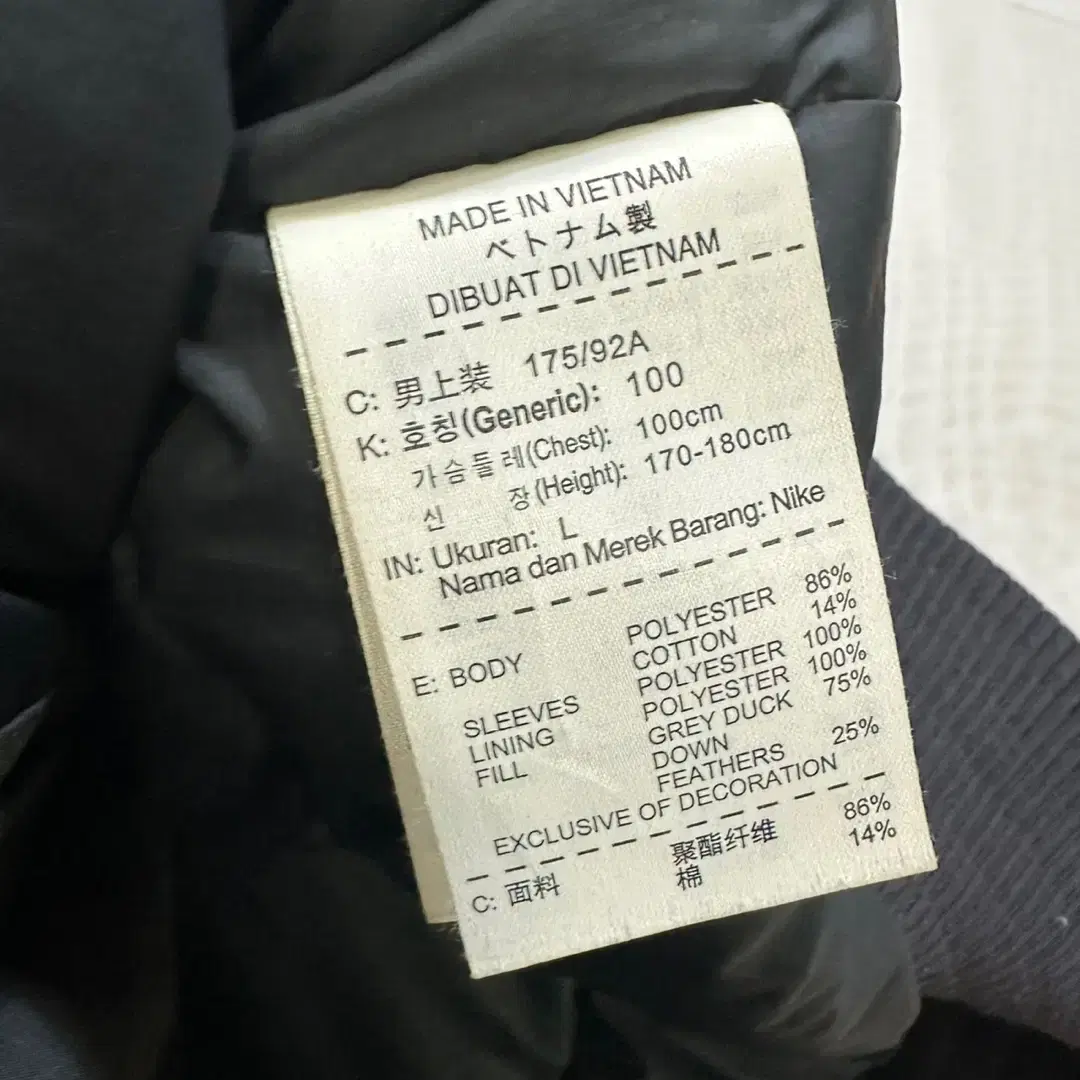 MADE IN VIETNAM
ベトナム製
DIBUAT DI VIETNAM
C: 男上装 175/92A
K: 호칭(Generic): 100
가슴들레(Chest): 100cm
신 장(Height): 170-180cm
IN: Ukuran: L
Nama dan Merek Barang: Nike
E: BODY POLYESTER 86%
COTTON 14%
SLEEVES POLYESTER 100%
LINING POLYESTER 100%
FILL GREY DUCK 75%
DOWN
FEATHERS 25%
EXCLUSIVE OF DECORATION
C: 面料 聚酯纤维 86%
棉 14%